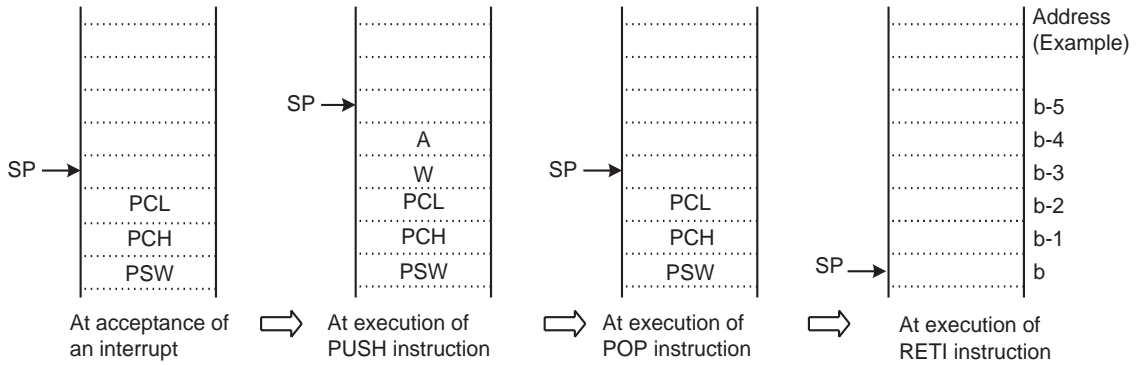 Address
(Example)
SP
b-5
A
b-4
SP
W
SP
b-3
PCL
PCL
PCL
b-2
PCH
PCH
PCH
b-1
PSW
PSW
PSW
SP
b
At acceptance of
an interrupt
At execution of
PUSH instruction
At execution of
POP instruction
At execution of
RETI instruction